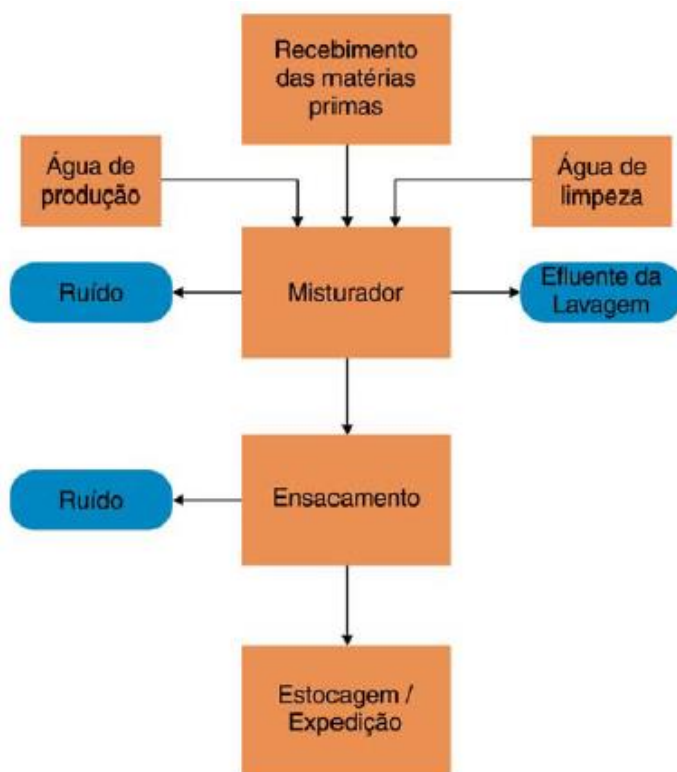 Recebimento
das matérias
primas
Água de
produção
Água de
limpeza
Ruído
Misturador
Efluente da
Lavagem
Ruído
Ensacamento
Estocagem /
Expedição